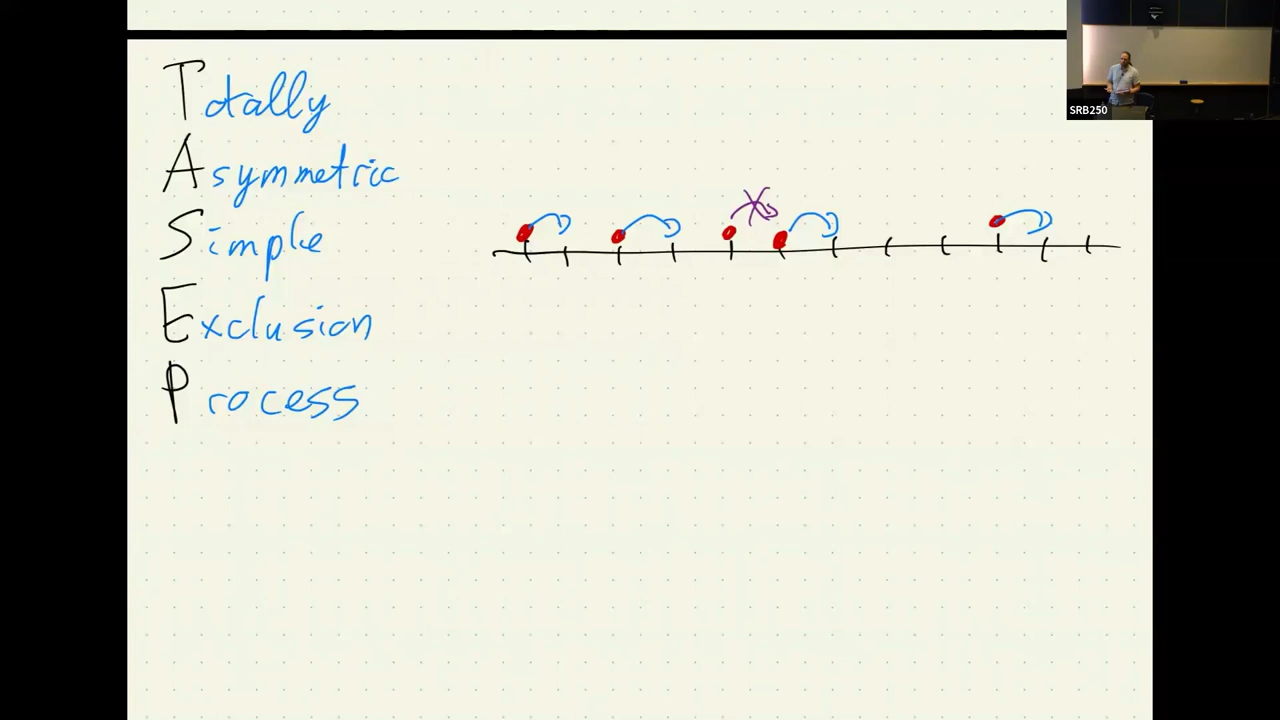 Totally
Asymmetric
Simple
Exclusion
Process
SRB250